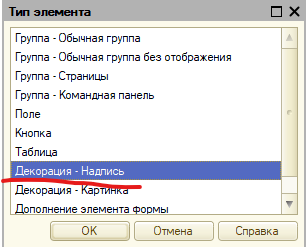 Тип элемента
Группа - Обычная группа
Группа - Обычная группа без отображения
Группа - Страницы
Группа - Командная панель
Поле
Кнопка
Таблица
Декорация - Надпись
Декорация - Картинка
Дополнение элемента формы
OK
Отмена
Справка